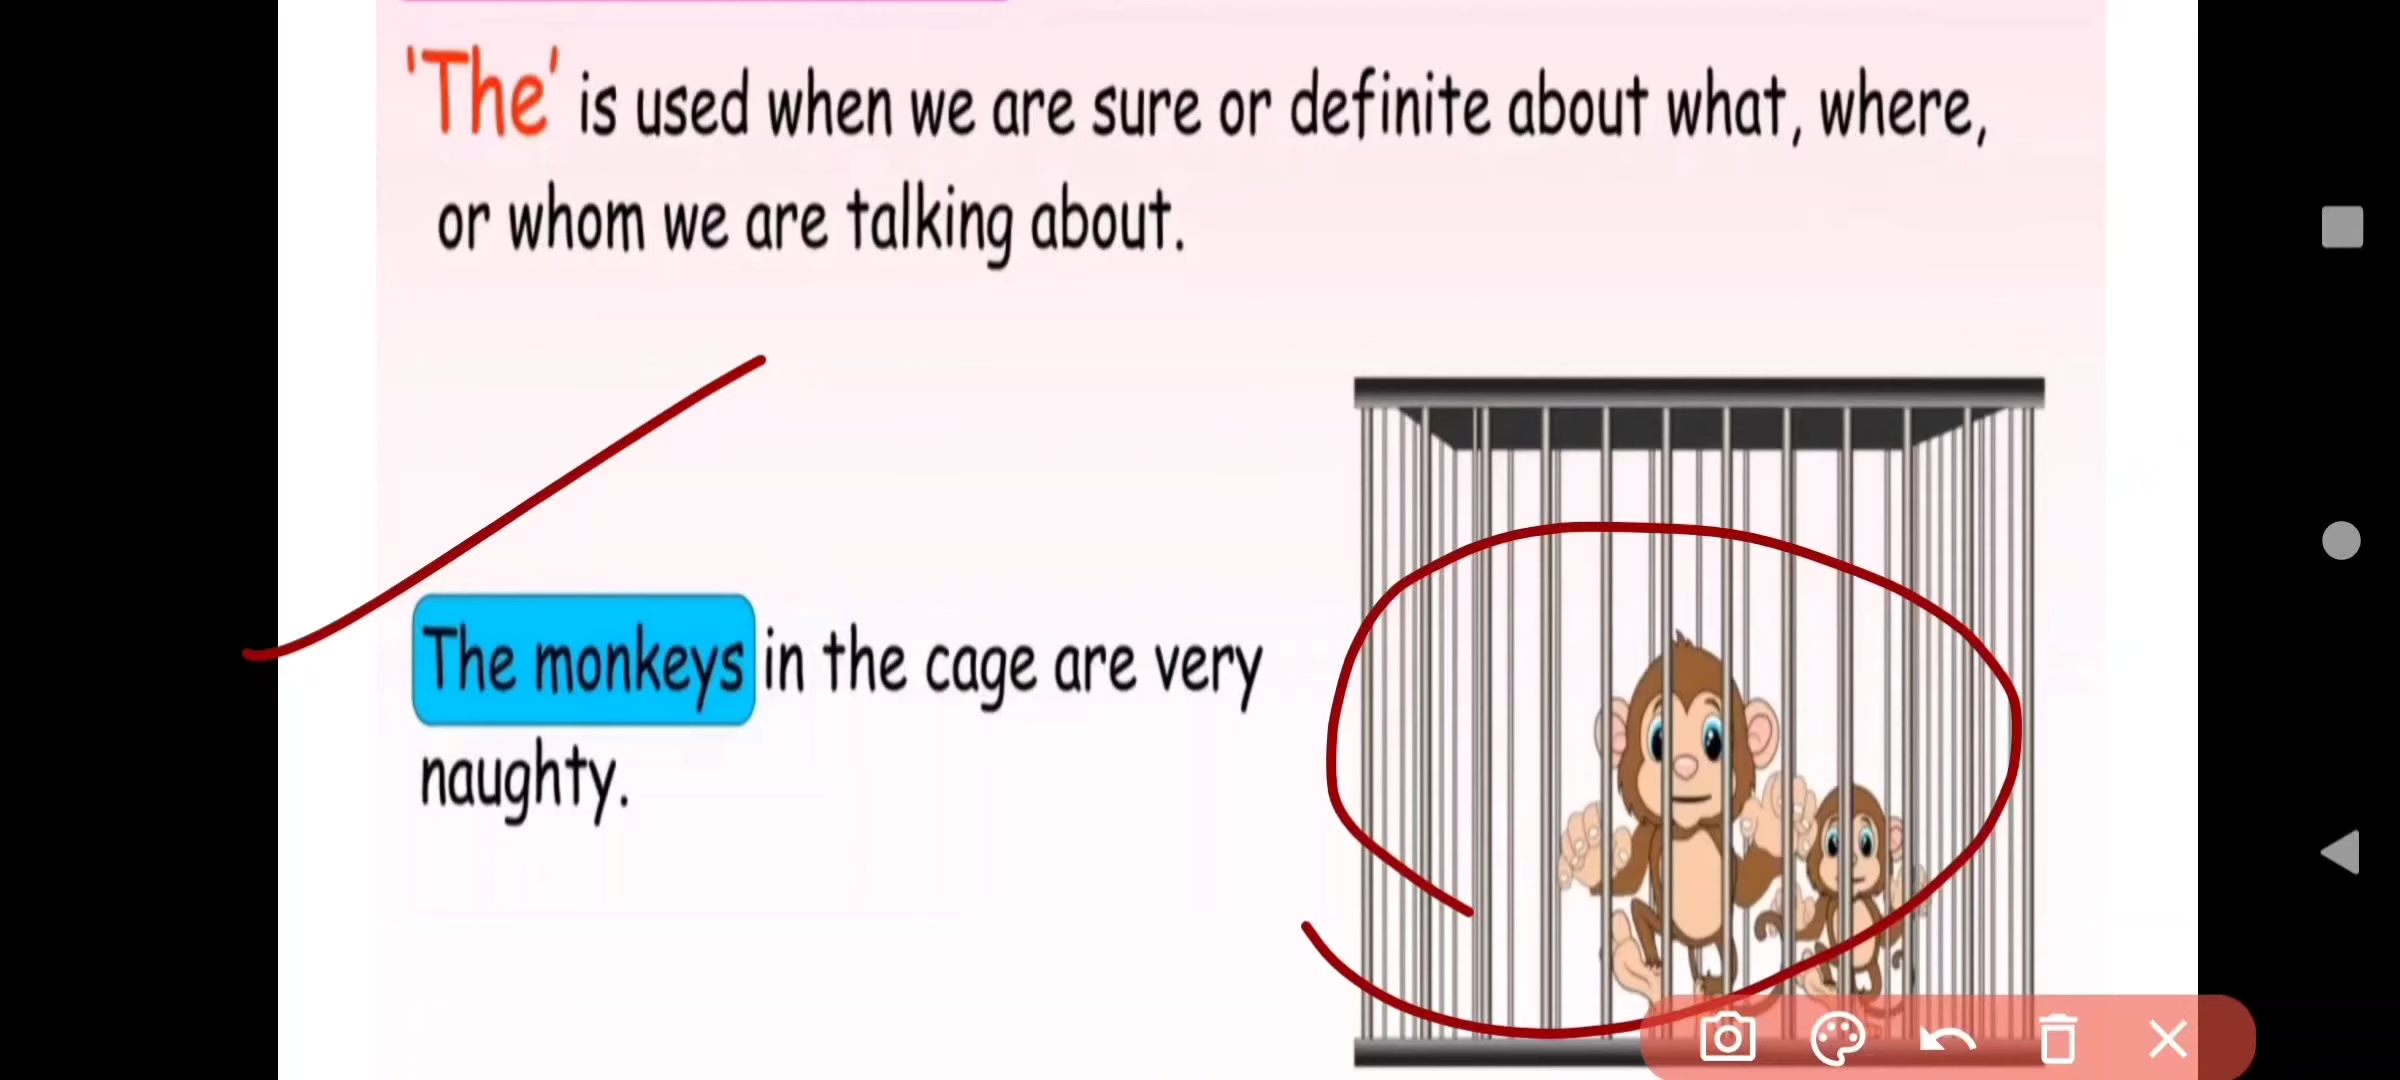 'The' is used when we are sure or definite about what, where,
or whom we are talking about.
The monkeys in the cage are very
naughty.